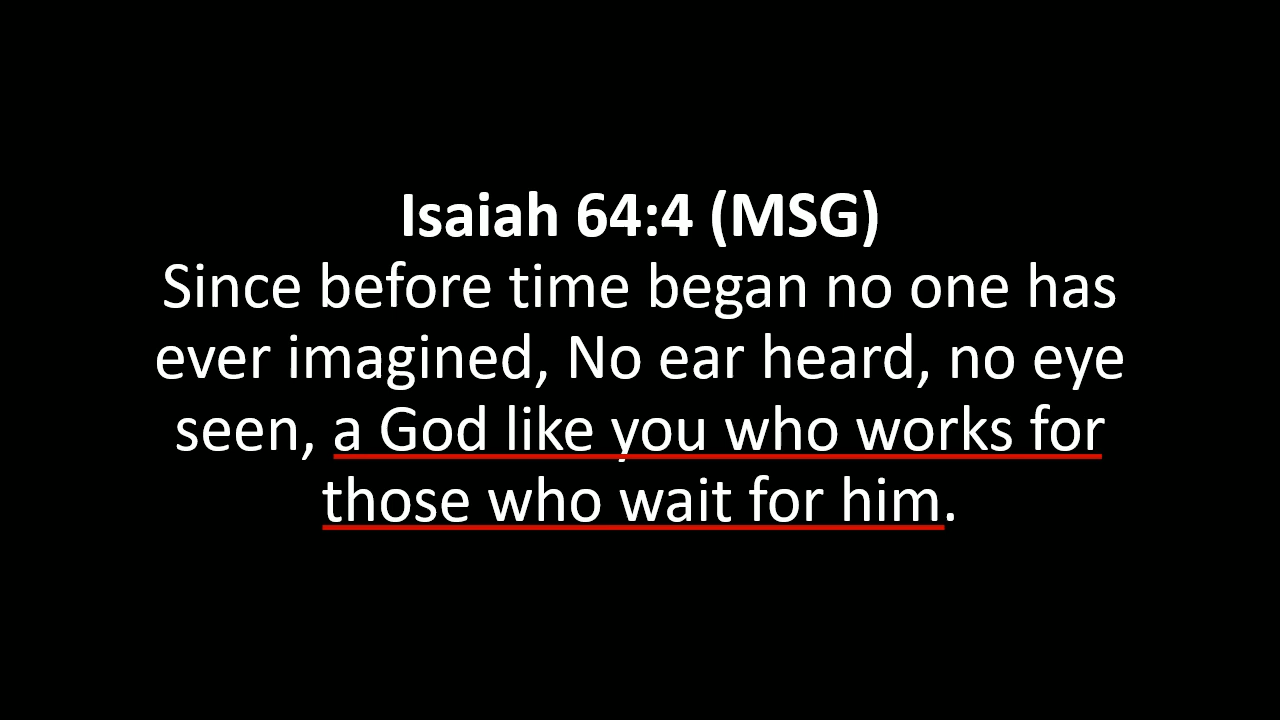 Isaiah 64:4 (MSG)
Since before time began no one has
ever imagined, No ear heard, no eye
seen, a God like you who works for
those who wait for him.